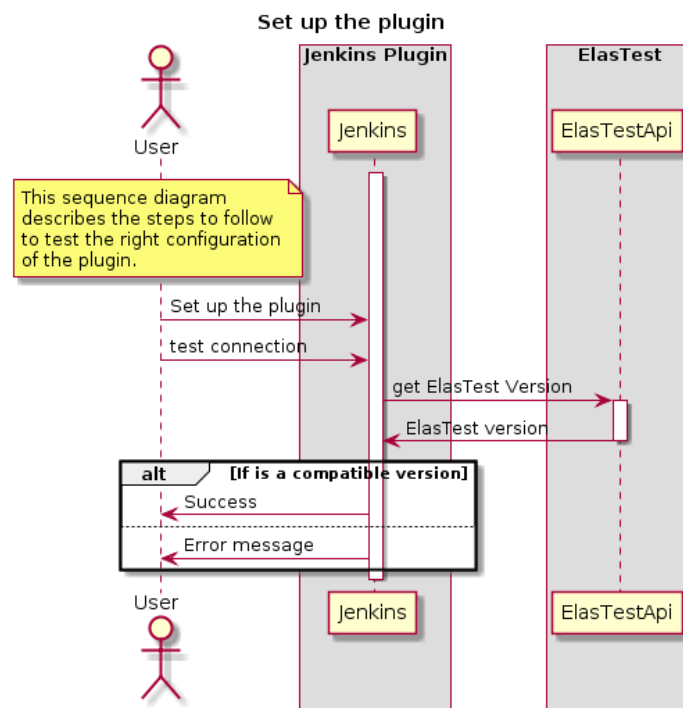 Set up the plugin
Jenkins Plugin
ElasTest
User
Jenkins
ElasTestApi
This sequence diagram
describes the steps to follow
to test the right configuration
of the plugin.
Set up the plugin
test connection
get ElasTest Version
ElasTest version
alt
[If is a compatible version]
Success
Error message
User
Jenkins
ElasTestApi